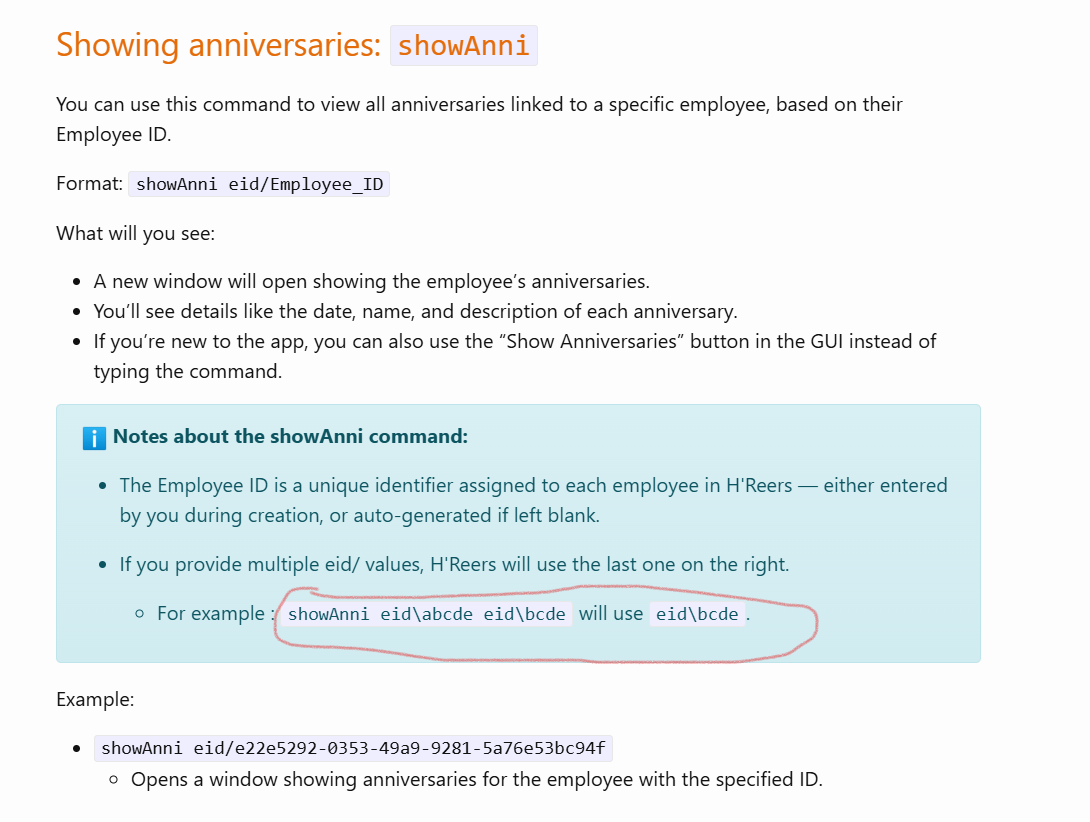 Showing anniversaries: showAnni
You can use this command to view all anniversaries linked to a specific employee, based on their
Employee ID.
Format: showAnni eid/Employee_ID
What will you see:
• A new window will open showing the employee’s anniversaries.
• You’ll see details like the date, name, and description of each anniversary.
• If you’re new to the app, you can also use the “Show Anniversaries” button in the GUI instead of
typing the command.
ℹ️ Notes about the showAnni command:
• The Employee ID is a unique identifier assigned to each employee in H'Reers — either entered
by you during creation, or auto-generated if left blank.
• If you provide multiple eid/ values, H'Reers will use the last one on the right.
◦ For example : showAnni eid\abcde eid\bcde will use eid\bcde.
Example:
• showAnni eid/e22e5292-0353-49a9-9281-5a76e53bc94f
◦ Opens a window showing anniversaries for the employee with the specified ID.